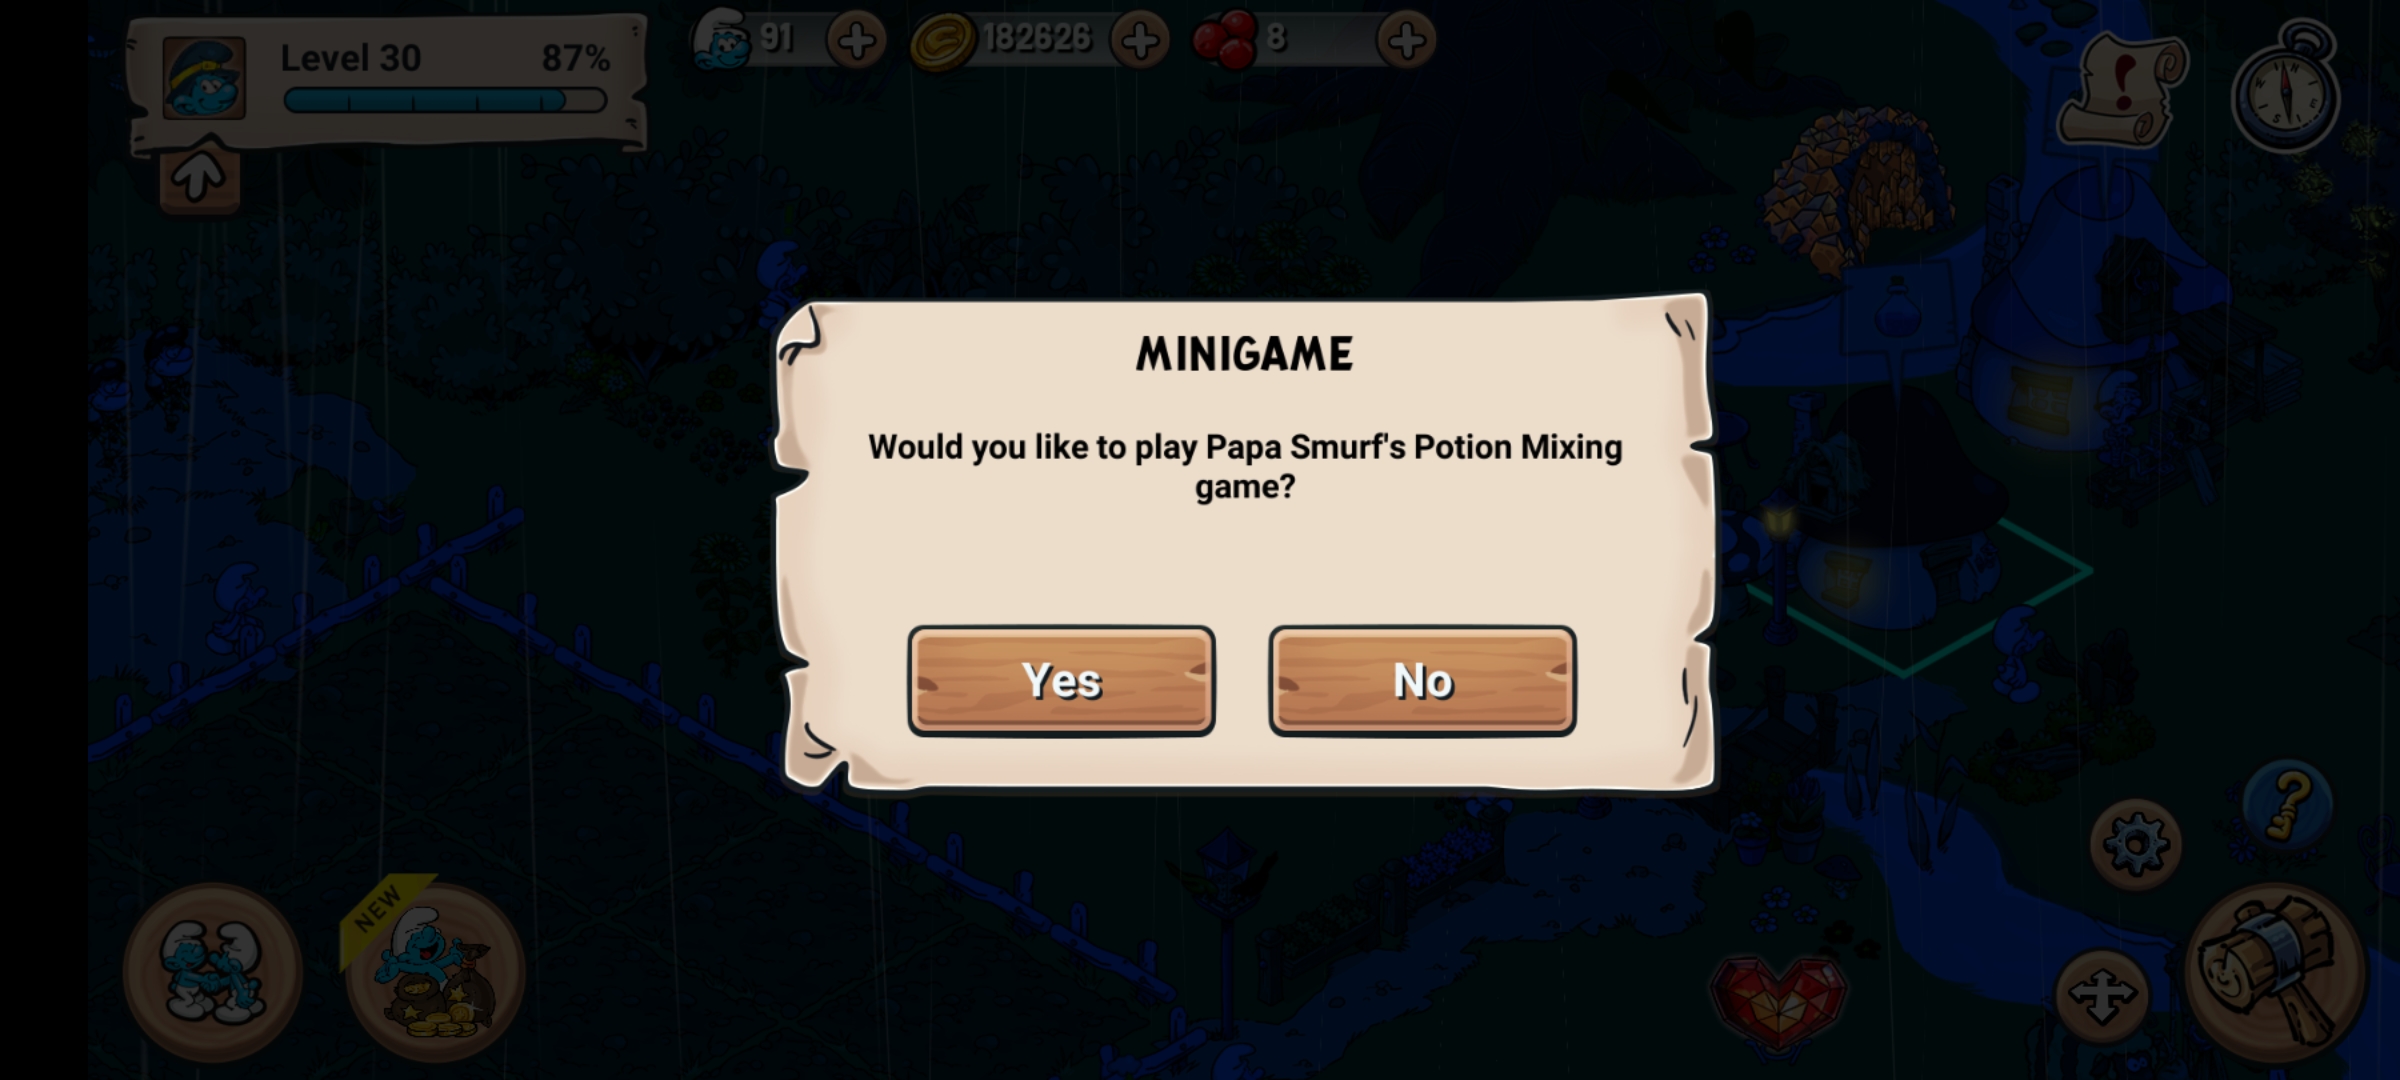 Level 30
87%
91
182626
8
MINIGAME
Would you like to play Papa Smurf's Potion Mixing
game?
Yes
No
NEW